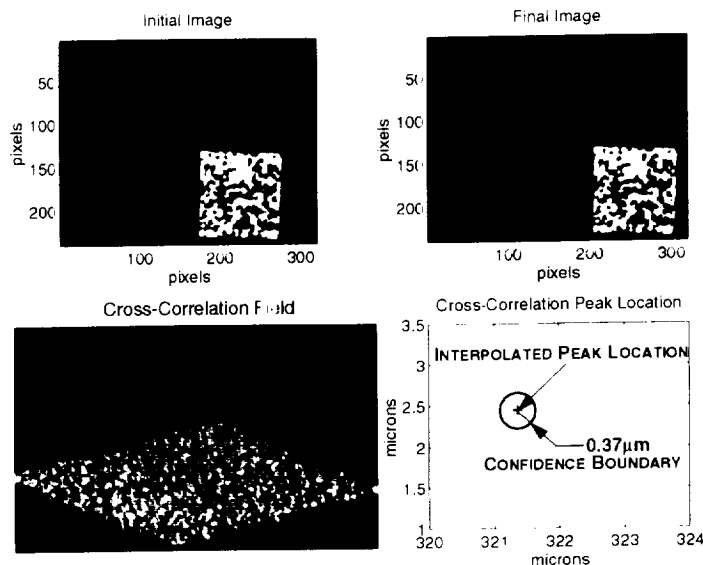 Initial Image
50
100
150
200
pixels
100
200
300
pixels
Final Image
50
100
150
200
pixels
100
200
300
pixels
Cross-Correlation Field
Cross-Correlation Peak Location
3.5
3
2.5
2
1.5
1
microns
INTERPOLATED PEAK LOCATION
0.37µm
CONFIDENCE BOUNDARY
320
321
322
323
324
microns